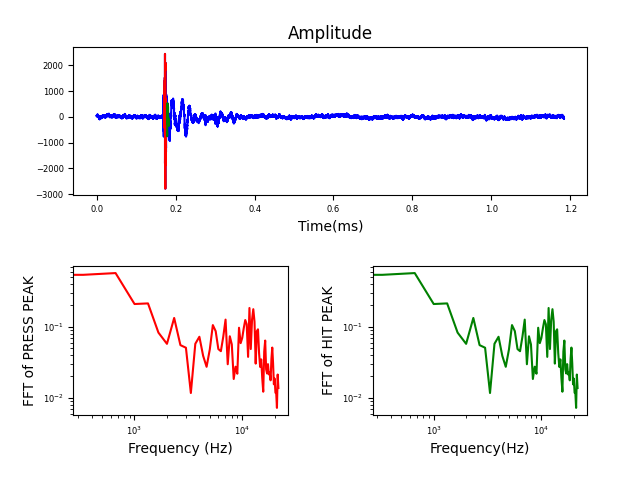 Amplitude
2000
1000
0
−1000
−2000
−3000
0.0 0.2 0.4 0.6 0.8 1.0 1.2
Time(ms)
FFT of PRESS PEAK
10⁻¹
10⁻²
10³ 10⁴
Frequency (Hz)
FFT of HIT PEAK
10⁻¹
10⁻²
10³ 10⁴
Frequency(Hz)